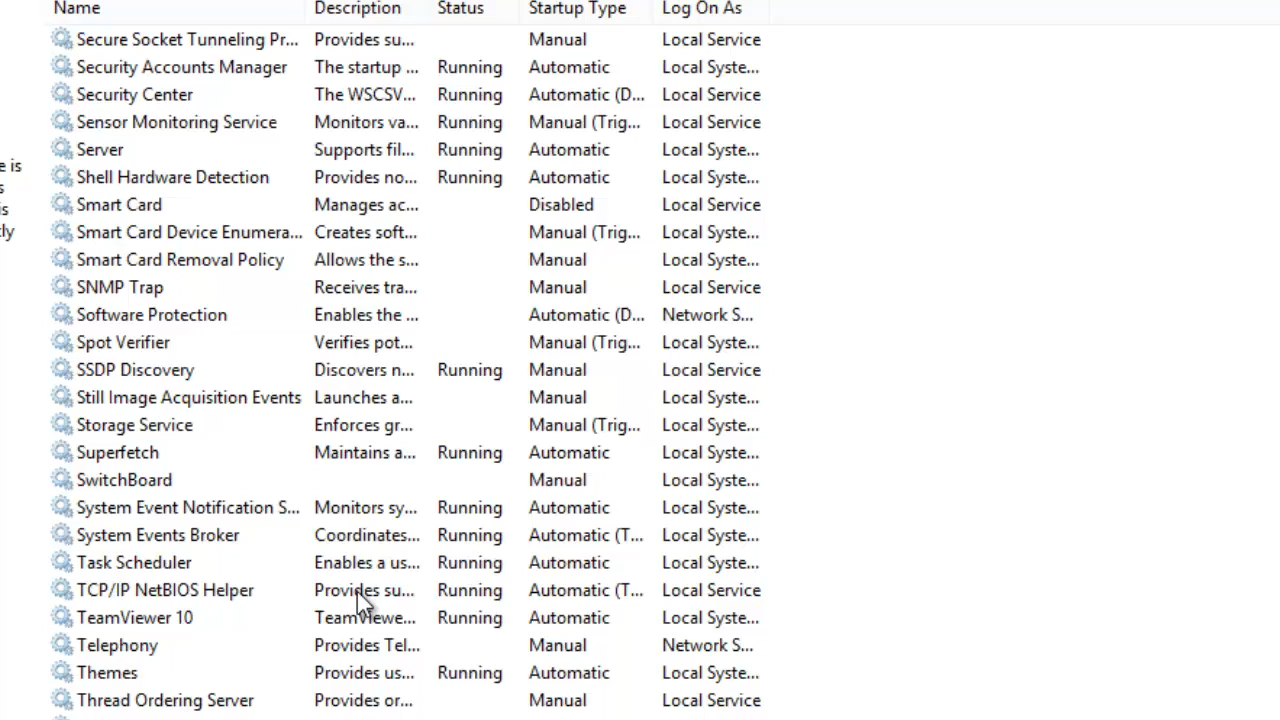 Name Description Status Startup Type Log On As
Secure Socket Tunneling Pr... Provides su... Manual Local Service
Security Accounts Manager The startup ... Running Automatic Local Syste...
Security Center The WSCSV... Running Automatic (D... Local Service
Sensor Monitoring Service Monitors va... Running Manual (Trig... Local Service
Server Supports fil... Running Automatic Local Syste...
e is
Shell Hardware Detection Provides no... Running Automatic Local Syste...
s
Smart Card Manages ac... Disabled Local Service
is
Smart Card Device Enumera... Creates soft... Manual (Trig... Local Syste...
tly
Smart Card Removal Policy Allows the s... Manual Local Syste...
SNMP Trap Receives tra... Manual Local Service
Software Protection Enables the ... Automatic (D... Network S...
Spot Verifier Verifies pot... Manual (Trig... Local Syste...
SSDP Discovery Discovers n... Running Manual Local Service
Still Image Acquisition Events Launches a... Manual Local Syste...
Storage Service Enforces gr... Manual (Trig... Local Syste...
Superfetch Maintains a... Running Automatic Local Syste...
SwitchBoard Manual Local Syste...
System Event Notification S... Monitors sy... Running Automatic Local Syste...
System Events Broker Coordinates... Running Automatic (T... Local Syste...
Task Scheduler Enables a us... Running Automatic Local Syste...
TCP/IP NetBIOS Helper Provides su... Running Automatic (T... Local Service
TeamViewer 10 TeamViewe... Running Automatic Local Syste...
Telephony Provides Tel... Manual Network S...
Themes Provides us... Running Automatic Local Syste...
Thread Ordering Server Provides or... Manual Local Service